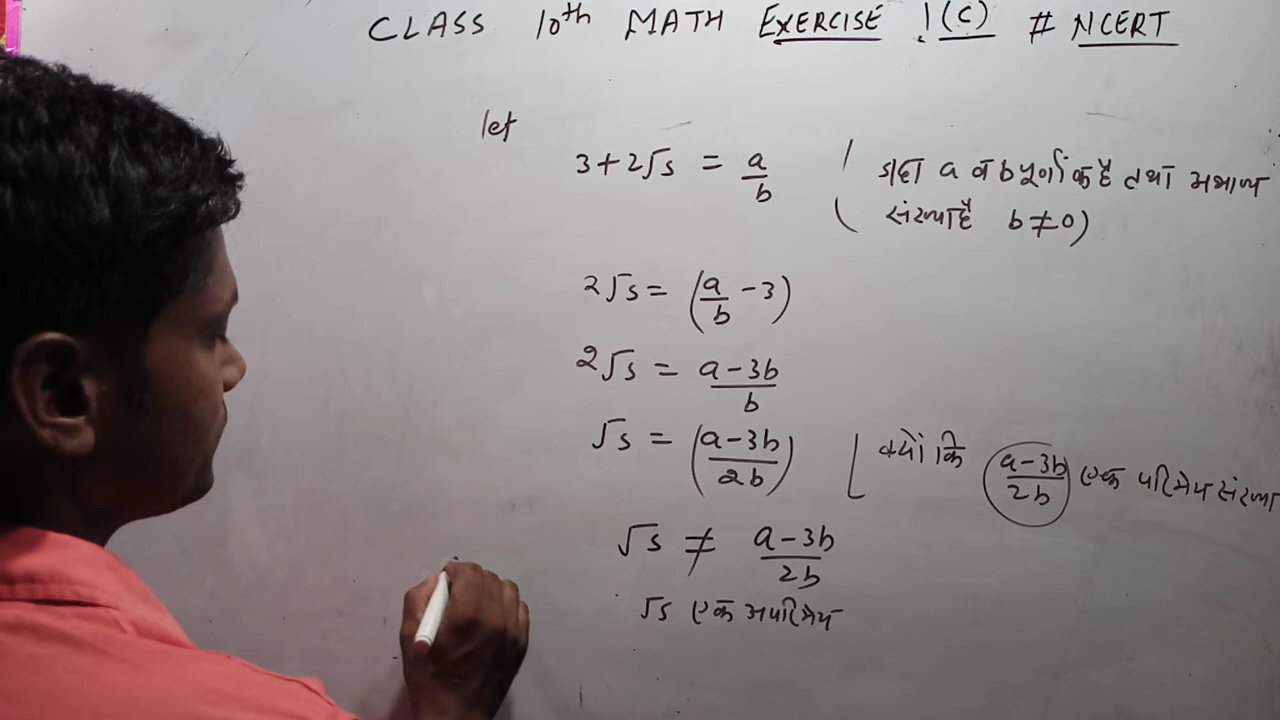 CLASS 10th MATH EXERCISE 1(C) # NCERT
let
3+2√5 = a/b ( जहाँ a व b पूर्णांक है तथा अभाज्य
संख्या है b≠0)
2√5 = (a/b -3)
2√5 = a-3b/b
√5 = (a-3b/2b) [ क्योंकि a-3b/2b एक परिमेय संख्या
√5 ≠ a-3b/2b
√5 एक अपरिमेय